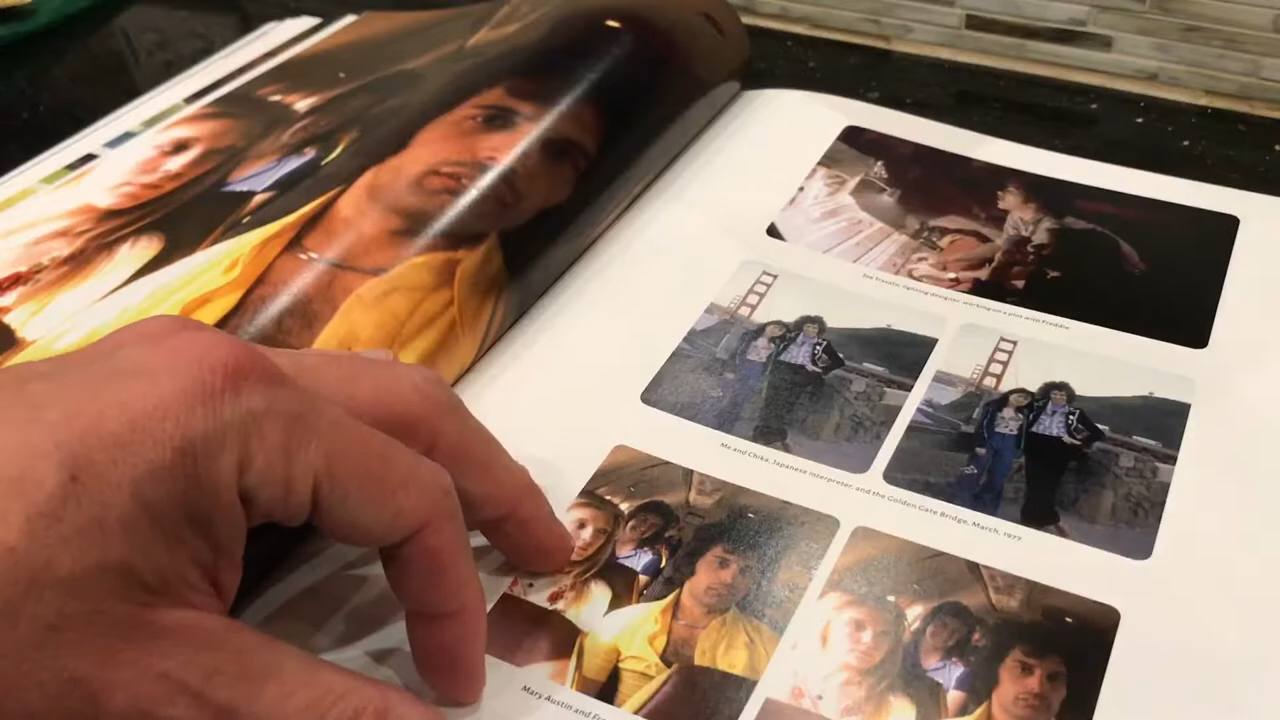 Joe Trovato, lighting designer, working on a plot with Freddie
Me and Chika, Japanese interpreter, and the Golden Gate Bridge, March, 1977
Mary Austin and